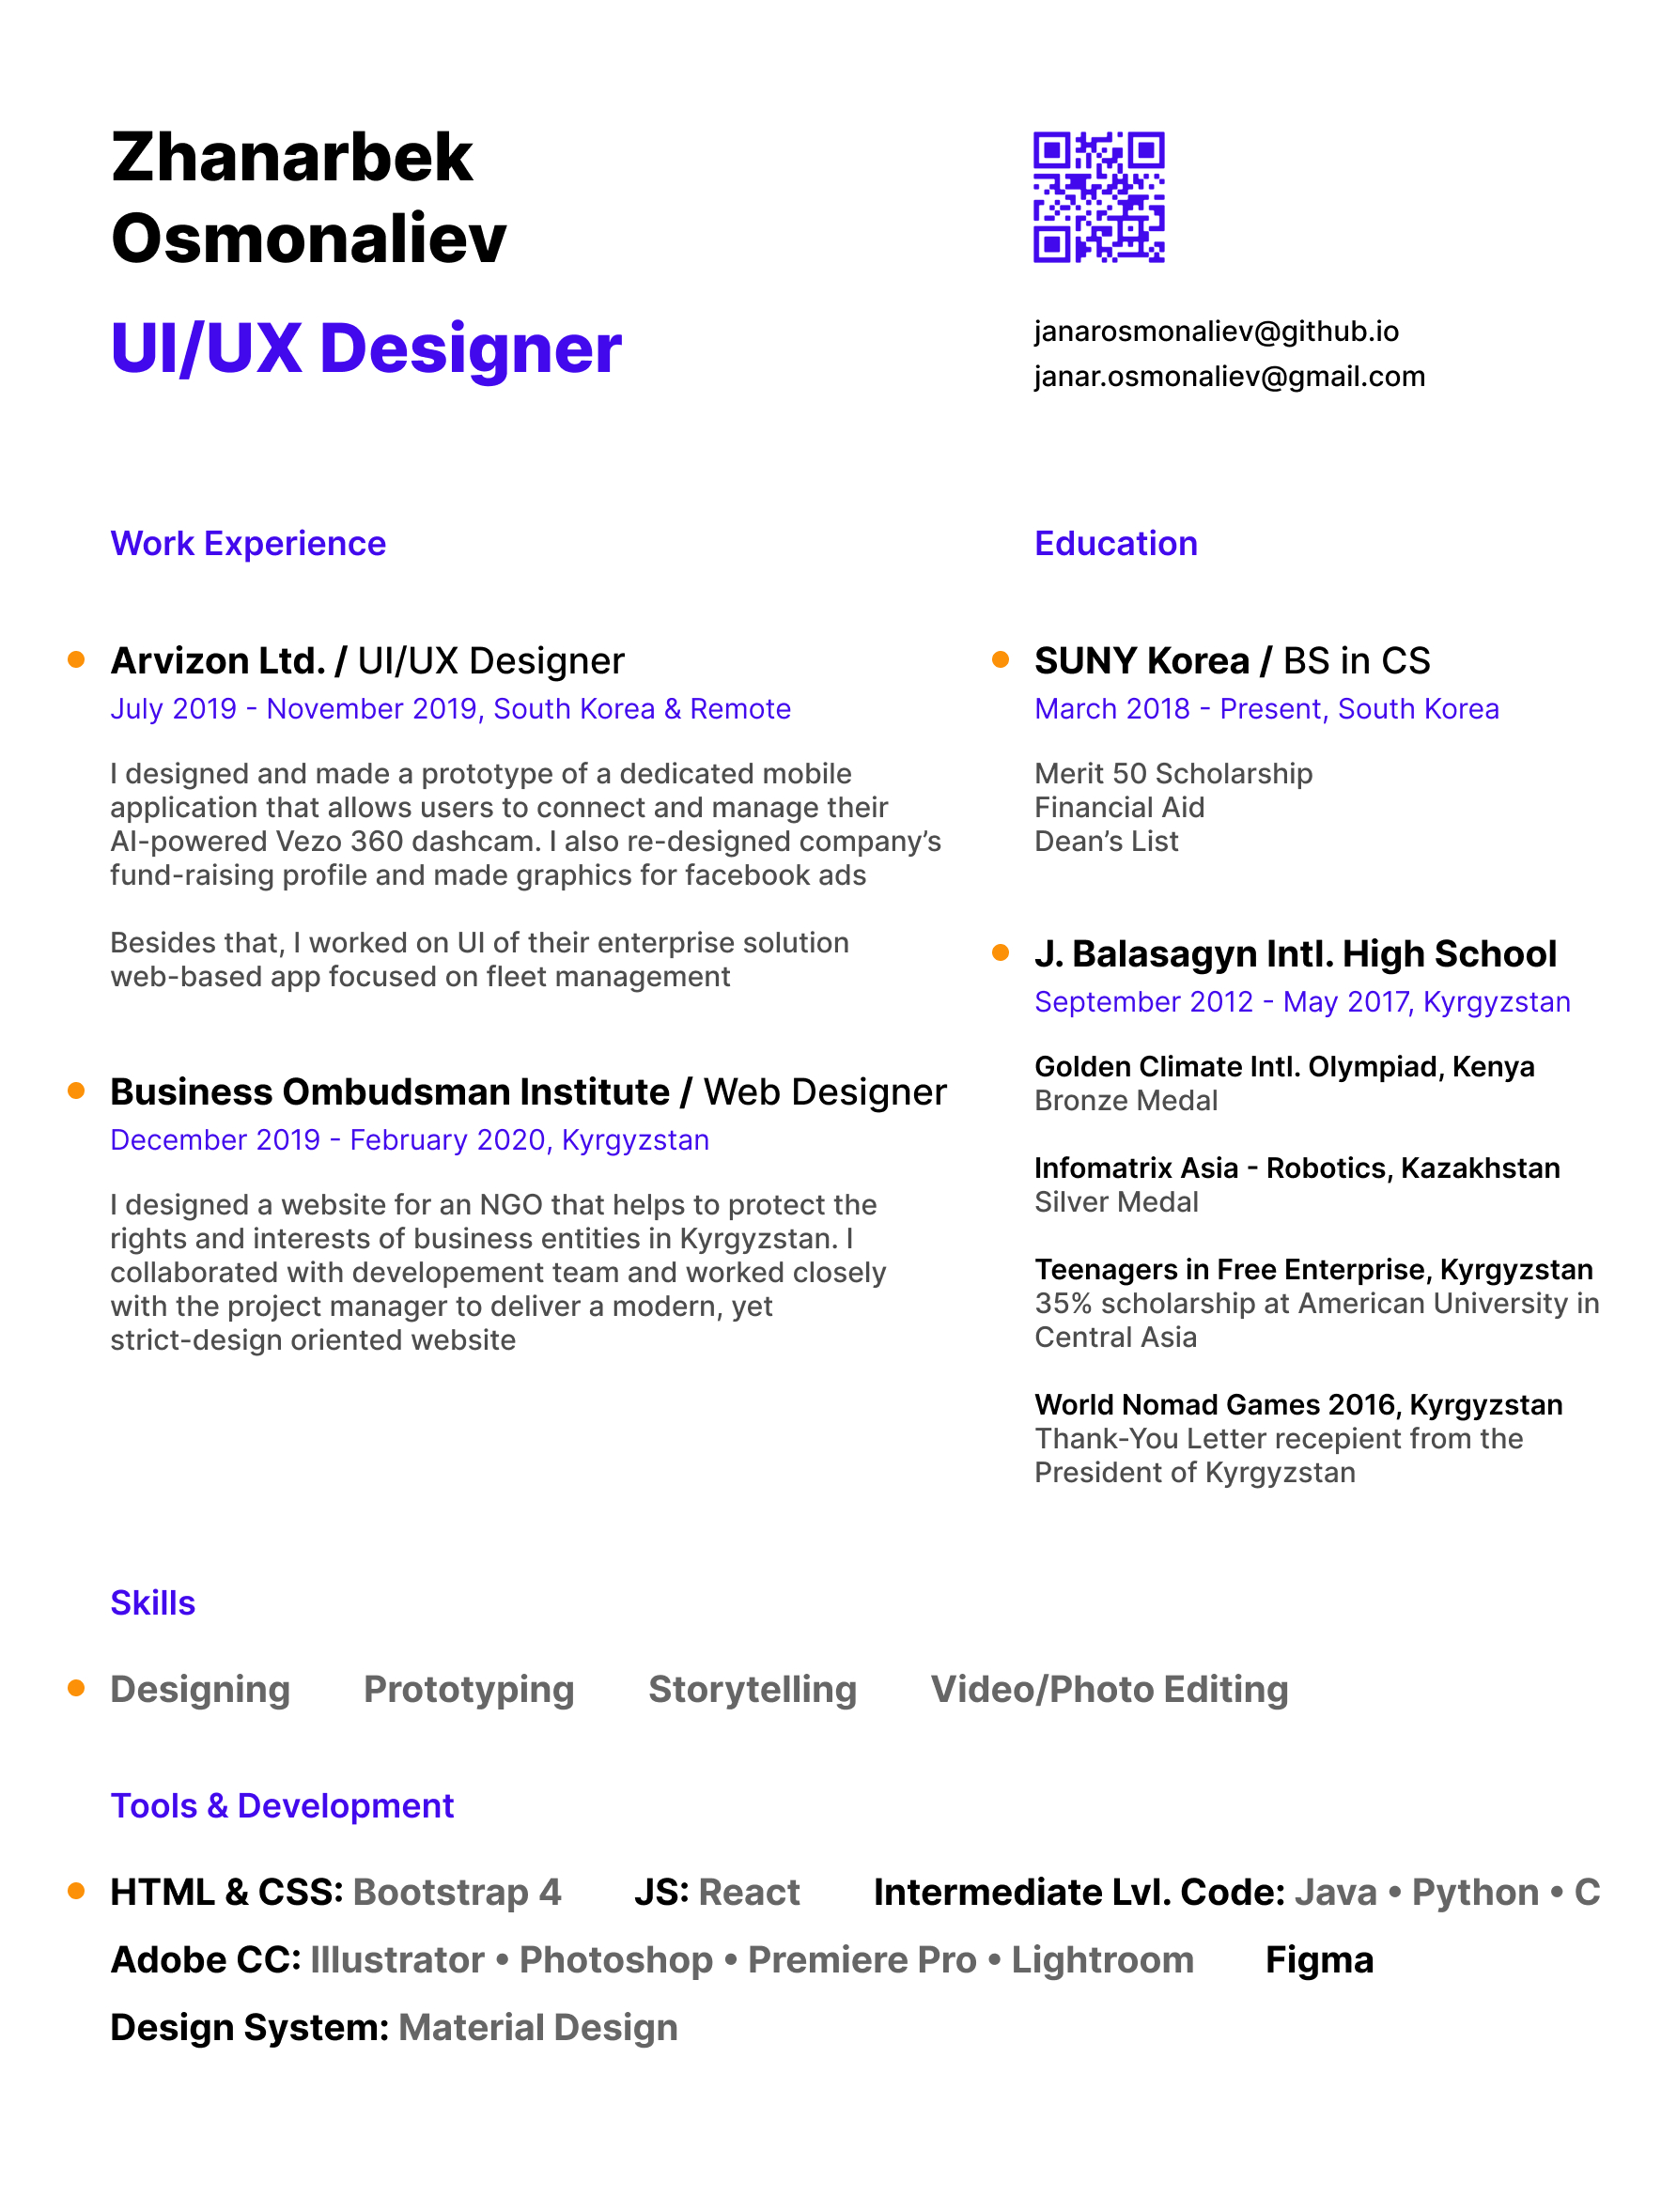 Zhanarbek
Osmonaliev
UI/UX Designer
janarosmonaliev@github.io
janar.osmonaliev@gmail.com
Work Experience
Arvizon Ltd. / UI/UX Designer
July 2019 - November 2019, South Korea & Remote
I designed and made a prototype of a dedicated mobile
application that allows users to connect and manage their
AI-powered Vezo 360 dashcam. I also re-designed company’s
fund-raising profile and made graphics for facebook ads
Besides that, I worked on UI of their enterprise solution
web-based app focused on fleet management
Business Ombudsman Institute / Web Designer
December 2019 - February 2020, Kyrgyzstan
I designed a website for an NGO that helps to protect the
rights and interests of business entities in Kyrgyzstan. I
collaborated with developement team and worked closely
with the project manager to deliver a modern, yet
strict-design oriented website
Education
SUNY Korea / BS in CS
March 2018 - Present, South Korea
Merit 50 Scholarship
Financial Aid
Dean’s List
J. Balasagyn Intl. High School
September 2012 - May 2017, Kyrgyzstan
Golden Climate Intl. Olympiad, Kenya
Bronze Medal
Infomatrix Asia - Robotics, Kazakhstan
Silver Medal
Teenagers in Free Enterprise, Kyrgyzstan
35% scholarship at American University in
Central Asia
World Nomad Games 2016, Kyrgyzstan
Thank-You Letter recepient from the
President of Kyrgyzstan
Skills
Designing Prototyping Storytelling Video/Photo Editing
Tools & Development
HTML & CSS: Bootstrap 4 JS: React Intermediate Lvl. Code: Java • Python • C
Adobe CC: Illustrator • Photoshop • Premiere Pro • Lightroom Figma
Design System: Material Design